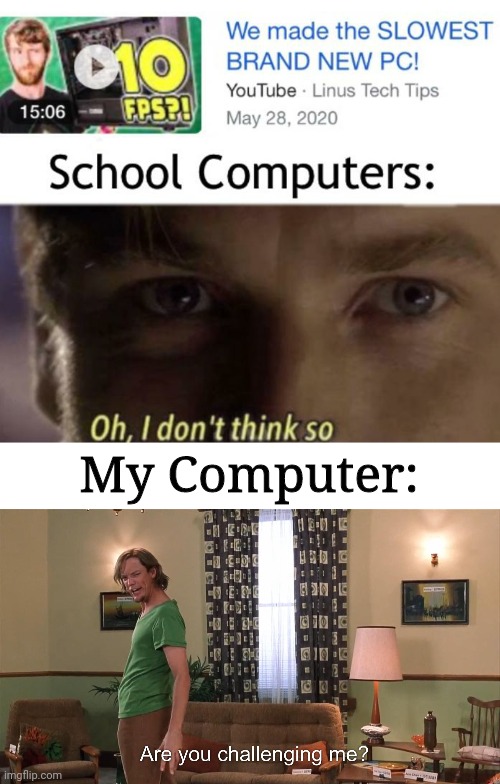 10
FPS?!
15:06
We made the SLOWEST
BRAND NEW PC!
YouTube · Linus Tech Tips
May 28, 2020
School Computers:
Oh, I don't think so
My Computer:
Are you challenging me?
imgflip.com